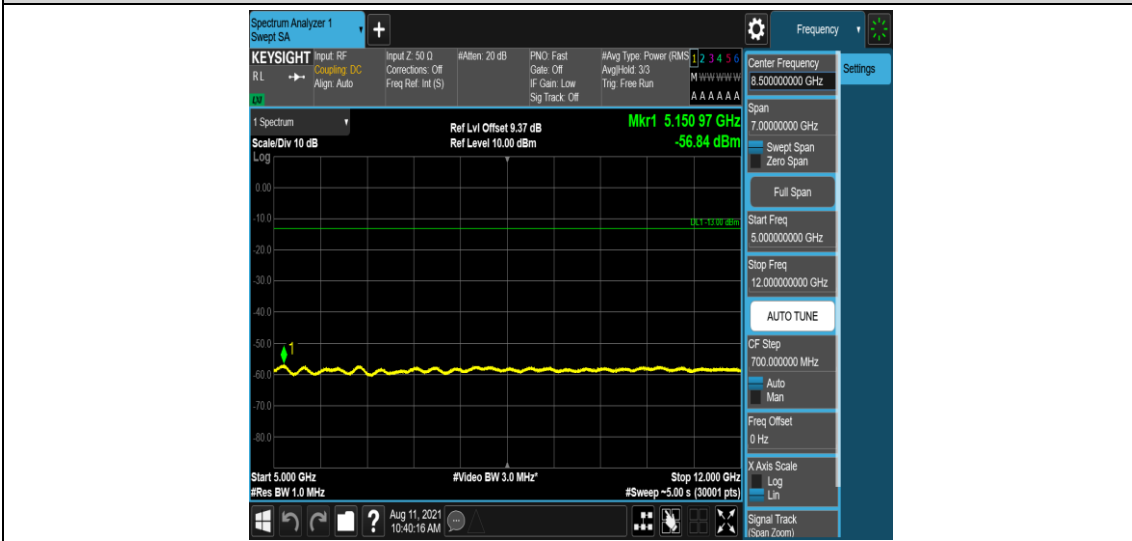 Spectrum Analyzer 1
Swept SA
+
Frequency
KEYSIGHT
Input: RF
Input Z: 50 Ω
#Atten: 20 dB
PNO: Fast
#Avg Type: Power (RMS
1 2 3 4 5 6
RL
Coupling: DC
Corrections: Off
Gate: Off
Avg|Hold: 3/3
M W W W W W
Align: Auto
Freq Ref: Int (S)
IF Gain: Low
Trig: Free Run
Sig Track: Off
A A A A A A
LXI
1 Spectrum
Ref Lvl Offset 9.37 dB
Mkr1 5.150 97 GHz
Scale/Div 10 dB
Ref Level 10.00 dBm
-56.84 dBm
Log
0.00
-10.0
DL1 -13.00 dBm
-20.0
-30.0
-40.0
-50.0
1
-60.0
-70.0
-80.0
Start 5.000 GHz
#Video BW 3.0 MHz*
Stop 12.000 GHz
#Res BW 1.0 MHz
#Sweep ~5.00 s (30001 pts)
?
Aug 11, 2021
10:40:16 AM
Center Frequency
8.500000000 GHz
Settings
Span
7.00000000 GHz
Swept Span
Zero Span
Full Span
Start Freq
5.000000000 GHz
Stop Freq
12.000000000 GHz
AUTO TUNE
CF Step
700.000000 MHz
Auto
Man
Freq Offset
0 Hz
X Axis Scale
Log
Lin
Signal Track
(Span Zoom)